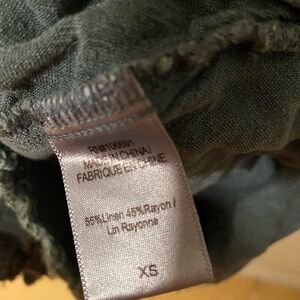 MADE IN CHINA/
FABRIQUE EN CHINE
55%Linen 45%Rayon /
Lin Rayonne
XS